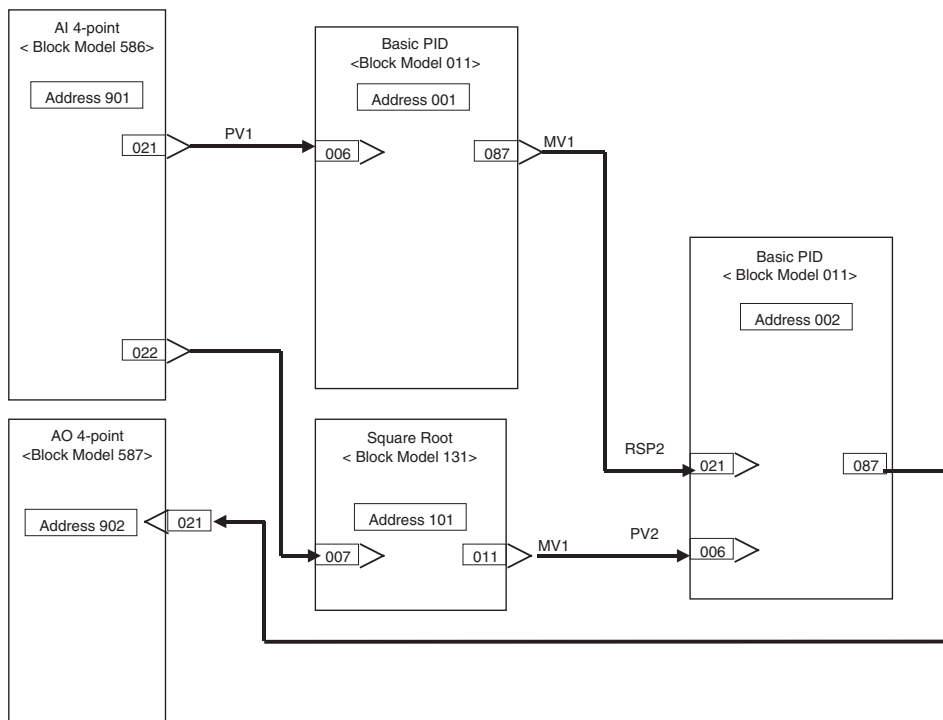 AI 4-point
< Block Model 586>
Address 901
021
022
PV1
Basic PID
<Block Model 011>
Address 001
006
087
MV1
Basic PID
< Block Model 011>
Address 002
RSP2
021
087
PV2
006
AO 4-point
<Block Model 587>
Address 902
021
Square Root
< Block Model 131>
Address 101
007
011
MV1